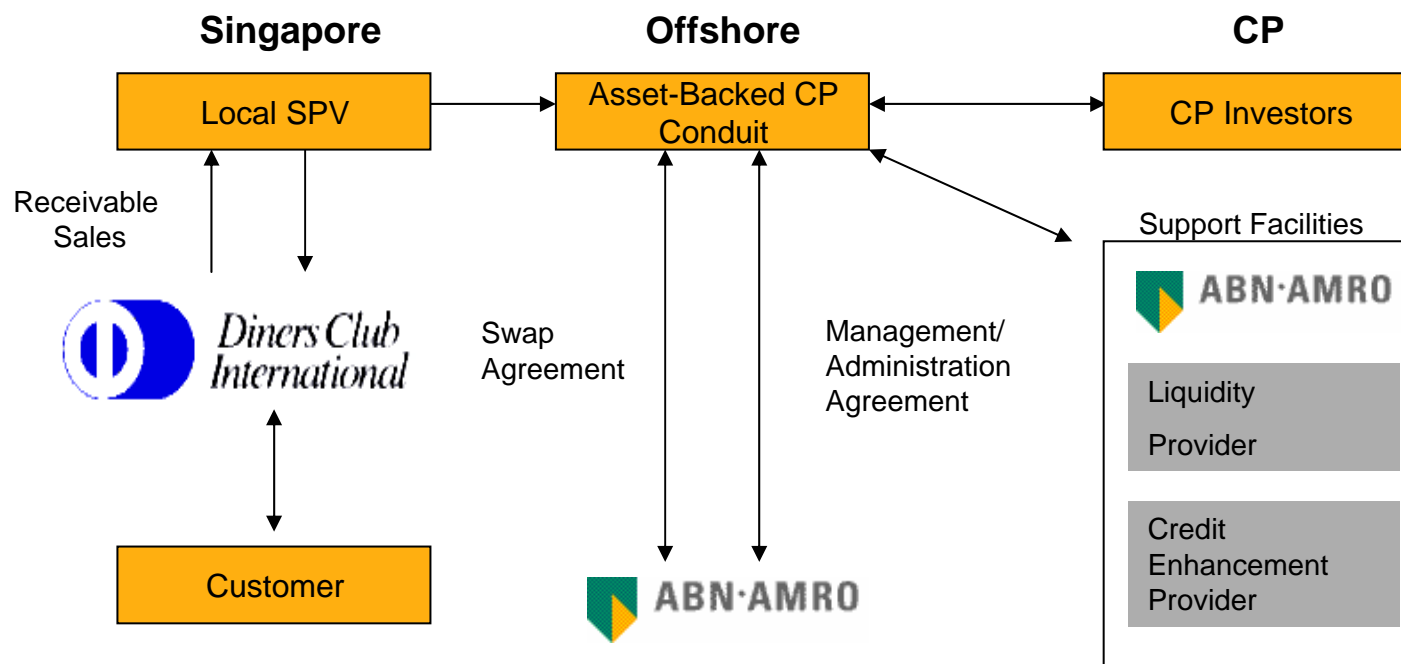 Singapore
Offshore
CP
Local SPV
Asset-Backed CP
Conduit
CP Investors
Receivable
Sales
Support Facilities
ABN·AMRO
Diners Club
International
Swap
Agreement
Management/
Administration
Agreement
Liquidity
Provider
Credit
Enhancement
Provider
Customer
ABN·AMRO